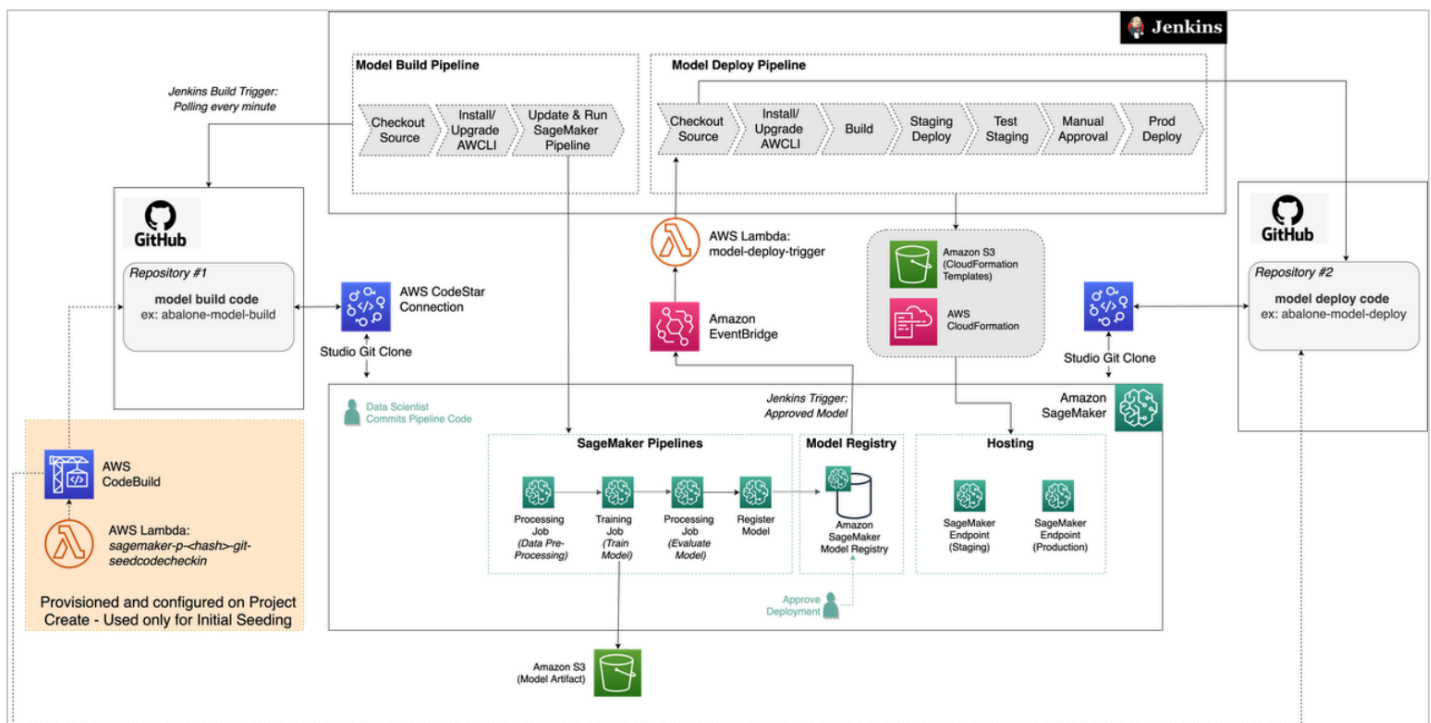 Jenkins
Model Build Pipeline
Model Deploy Pipeline
Jenkins Build Trigger:
Polling every minute
Checkout
Source
Install/
Upgrade
AWCLI
Update & Run
SageMaker
Pipeline
Checkout
Source
Install/
Upgrade
AWCLI
Build
Staging
Deploy
Test
Staging
Manual
Approval
Prod
Deploy
GitHub
Repository #1
model build code
ex: abalone-model-build
AWS CodeStar
Connection
Studio Git Clone
AWS Lambda:
model-deploy-trigger
Amazon
EventBridge
Amazon S3
(CloudFormation
Templates)
AWS
CloudFormation
GitHub
Repository #2
model deploy code
ex: abalone-model-deploy
Studio Git Clone
Data Scientist
Commits Pipeline Code
Jenkins Trigger:
Approved Model
Amazon
SageMaker
SageMaker Pipelines
Model Registry
Hosting
Processing
Job
(Data Pre-
Processing)
Training
Job
(Train
Model)
Processing
Job
(Evaluate Model)
Register
Model
Amazon
SageMaker
Model Registry
SageMaker
Endpoint
(Staging)
SageMaker
Endpoint
(Production)
Approve
Deployment
AWS
CodeBuild
AWS Lambda:
sagemaker-p-<hash>-git-
seedcodecheckin
Provisioned and configured on Project
Create - Used only for Initial Seeding
Amazon S3
(Model Artifact)